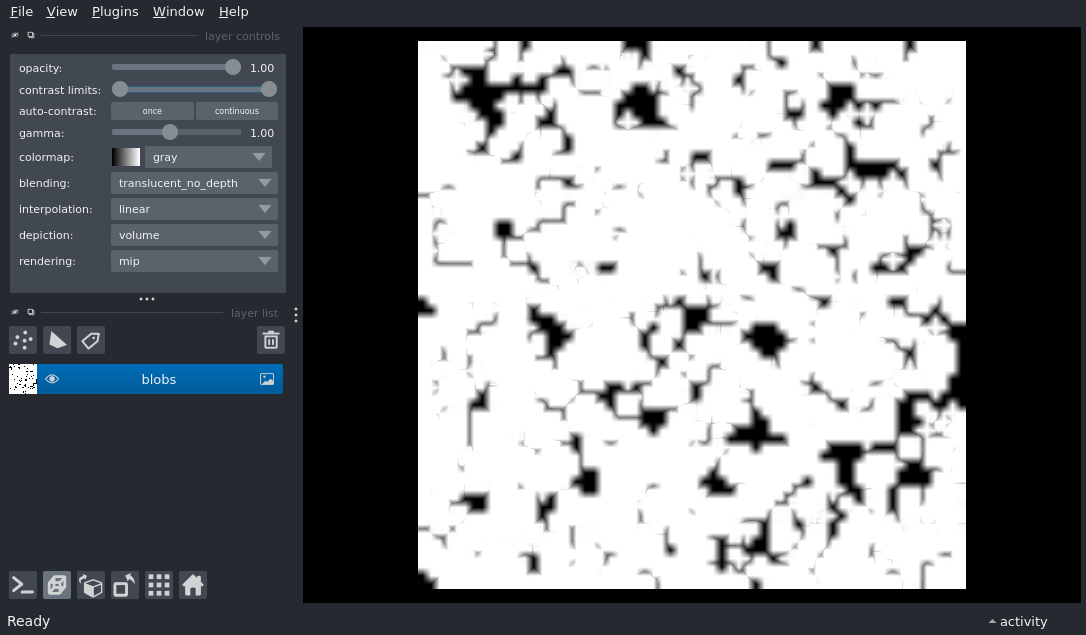 File View Plugins Window Help
layer controls
opacity: 1.00
contrast limits:
auto-contrast: once continuous
gamma: 1.00
colormap: gray
blending: translucent_no_depth
interpolation: linear
depiction: volume
rendering: mip
layer list
blobs
Ready activity